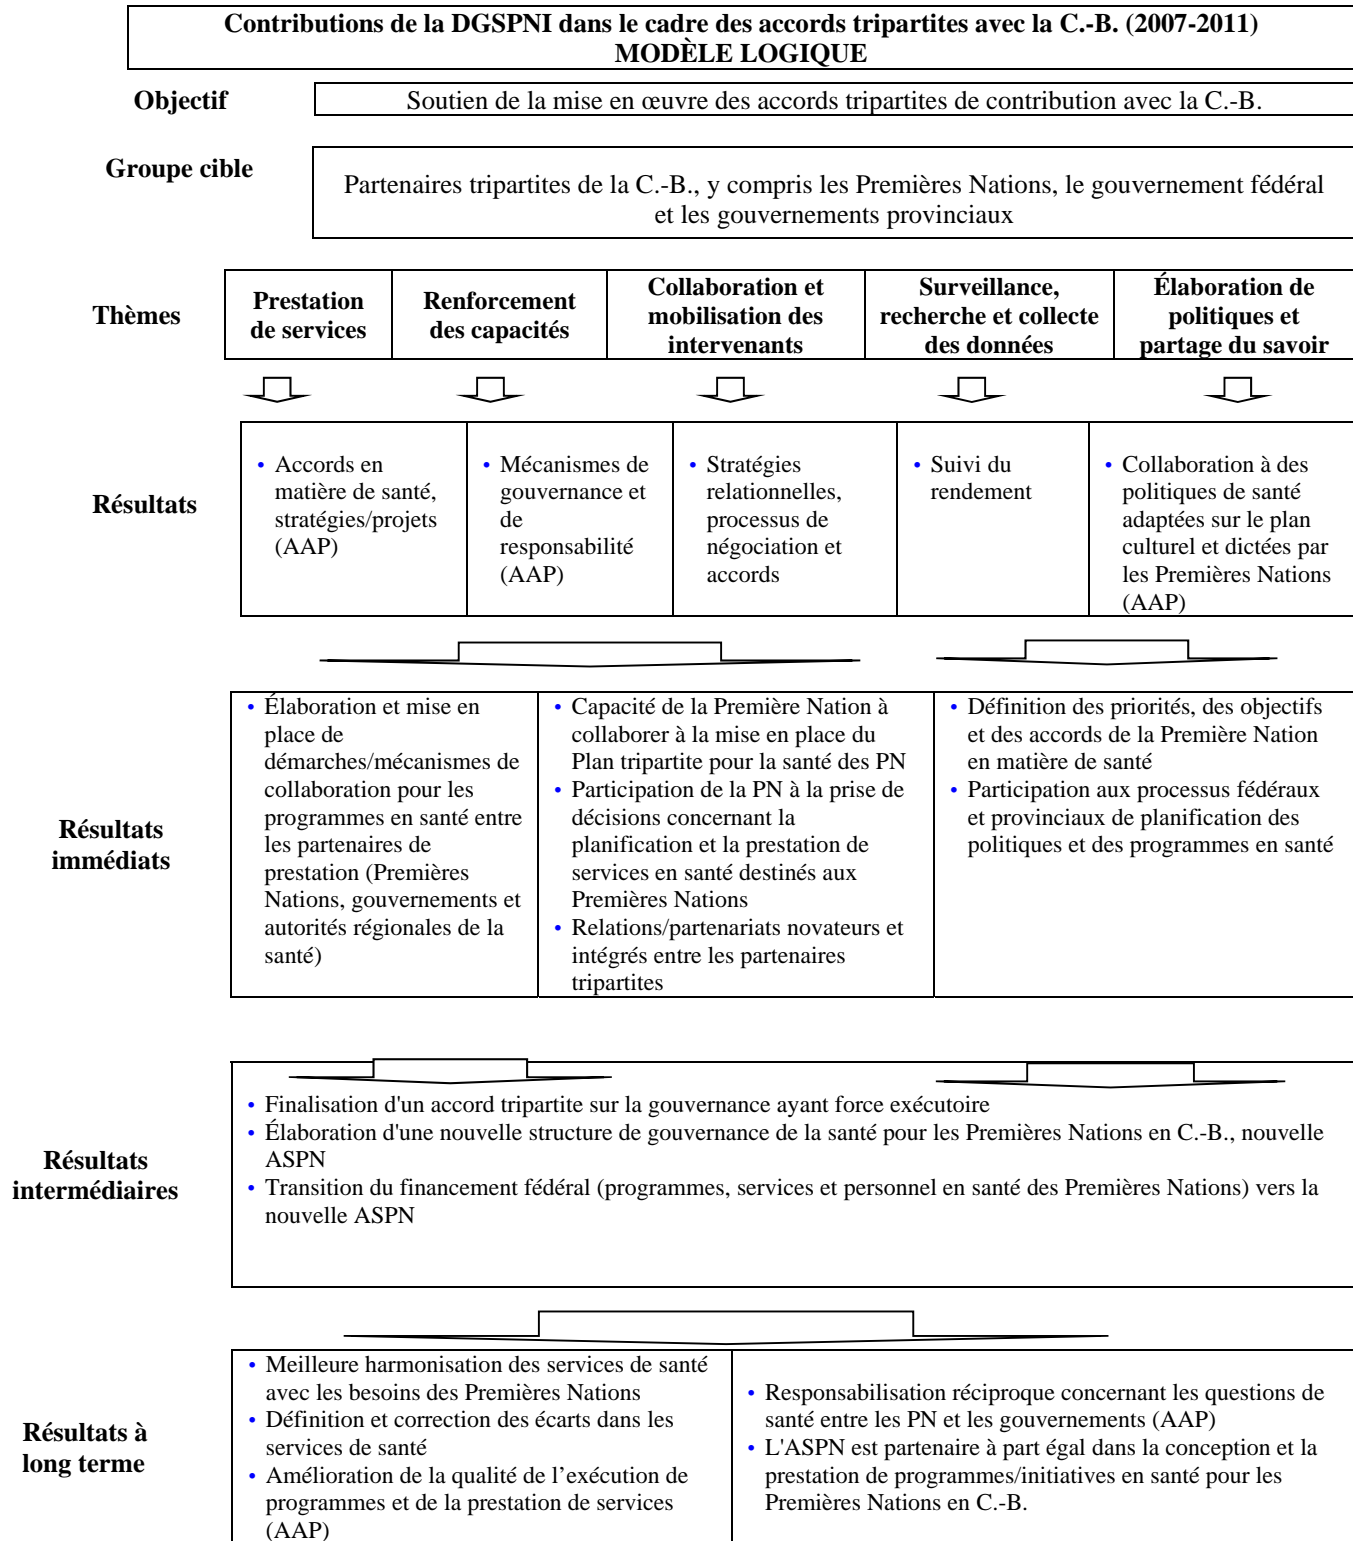 Contributions de la DGSPNI dans le cadre des accords tripartites avec la C.-B. (2007-2011)
MODÈLE LOGIQUE
Objectif
Soutien de la mise en œuvre des accords tripartites de contribution avec la C.-B.
Groupe cible
Partenaires tripartites de la C.-B., y compris les Premières Nations, le gouvernement fédéral
et les gouvernements provinciaux
Thèmes
Prestation
de services
Renforcement
des capacités
Collaboration et
mobilisation des
intervenants
Surveillance,
recherche et collecte
des données
Élaboration de
politiques et
partage du savoir
Résultats
• Accords en
matière de santé,
stratégies/projets
(AAP)
• Mécanismes de
gouvernance et
de
responsabilité
(AAP)
• Stratégies
relationnelles,
processus de
négociation et
accords
• Suivi du
rendement
• Collaboration à des
politiques de santé
adaptées sur le plan
culturel et dictées par
les Premières Nations
(AAP)
Résultats
immédiats
• Élaboration et mise en
place de
démarches/mécanismes de
collaboration pour les
programmes en santé entre
les partenaires de
prestation (Premières
Nations, gouvernements et
autorités régionales de la
santé)
• Capacité de la Première Nation à
collaborer à la mise en place du
Plan tripartite pour la santé des PN
• Participation de la PN à la prise de
décisions concernant la
planification et la prestation de
services en santé destinés aux
Premières Nations
• Relations/partenariats novateurs et
intégrés entre les partenaires
tripartites
• Définition des priorités, des objectifs
et des accords de la Première Nation
en matière de santé
• Participation aux processus fédéraux
et provinciaux de planification des
politiques et des programmes en santé
Résultats
intermédiaires
• Finalisation d'un accord tripartite sur la gouvernance ayant force exécutoire
• Élaboration d'une nouvelle structure de gouvernance de la santé pour les Premières Nations en C.-B., nouvelle
ASPN
• Transition du financement fédéral (programmes, services et personnel en santé des Premières Nations) vers la
nouvelle ASPN
Résultats à
long terme
• Meilleure harmonisation des services de santé
avec les besoins des Premières Nations
• Définition et correction des écarts dans les
services de santé
• Amélioration de la qualité de l’exécution de
programmes et de la prestation de services
(AAP)
• Responsabilisation réciproque concernant les questions de
santé entre les PN et les gouvernements (AAP)
• L'ASPN est partenaire à part égal dans la conception et la
prestation de programmes/initiatives en santé pour les
Premières Nations en C.-B.